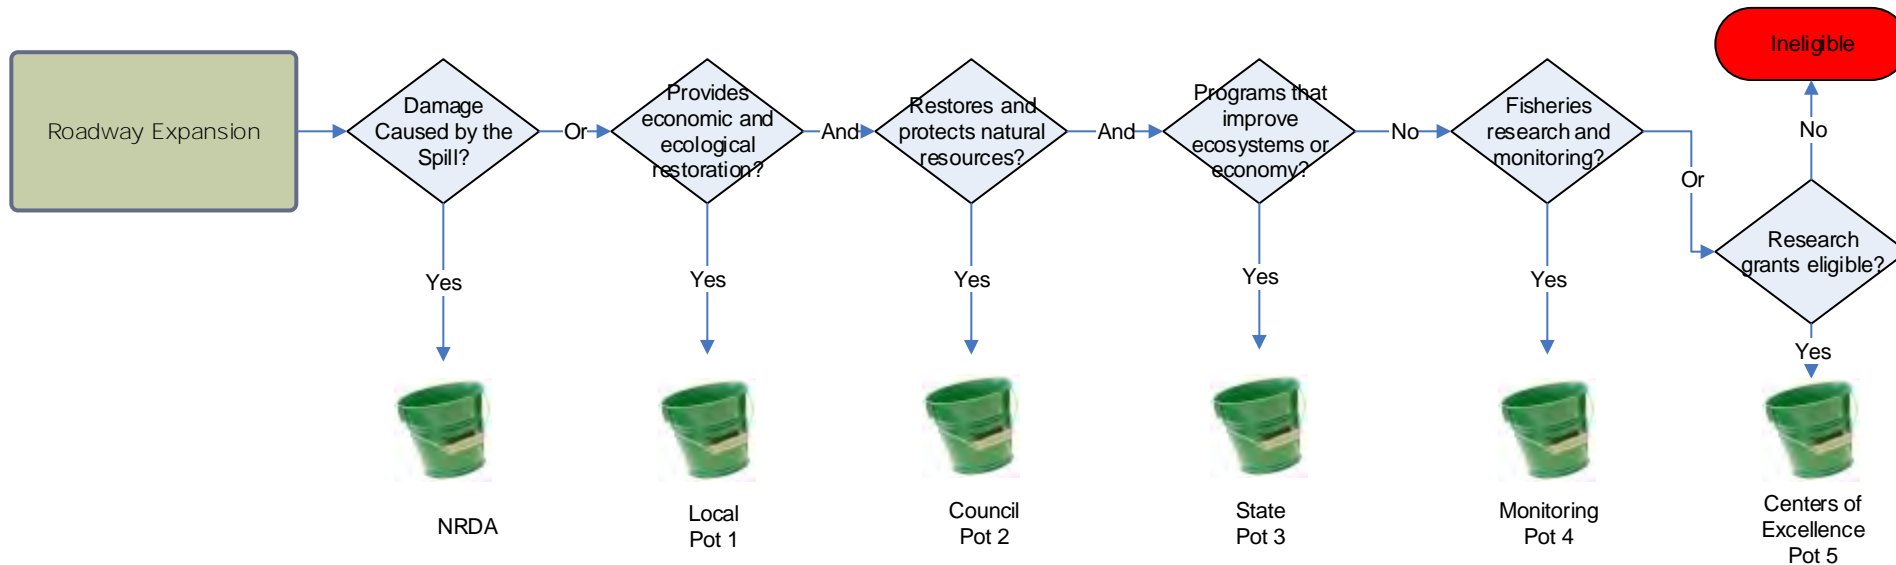 Roadway Expansion
Damage
Caused by the
Spill?
Or
Provides
economic and
ecological
restoration?
And
Restores and
protects natural
resources?
And
Programs that
improve
ecosystems or
economy?
No
Fisheries
research and
monitoring?
Or
Research
grants eligible?
No
Ineligible
Yes
Yes
Yes
Yes
Yes
Yes
NRDA
Local
Pot 1
Council
Pot 2
State
Pot 3
Monitoring
Pot 4
Centers of
Excellence
Pot 5